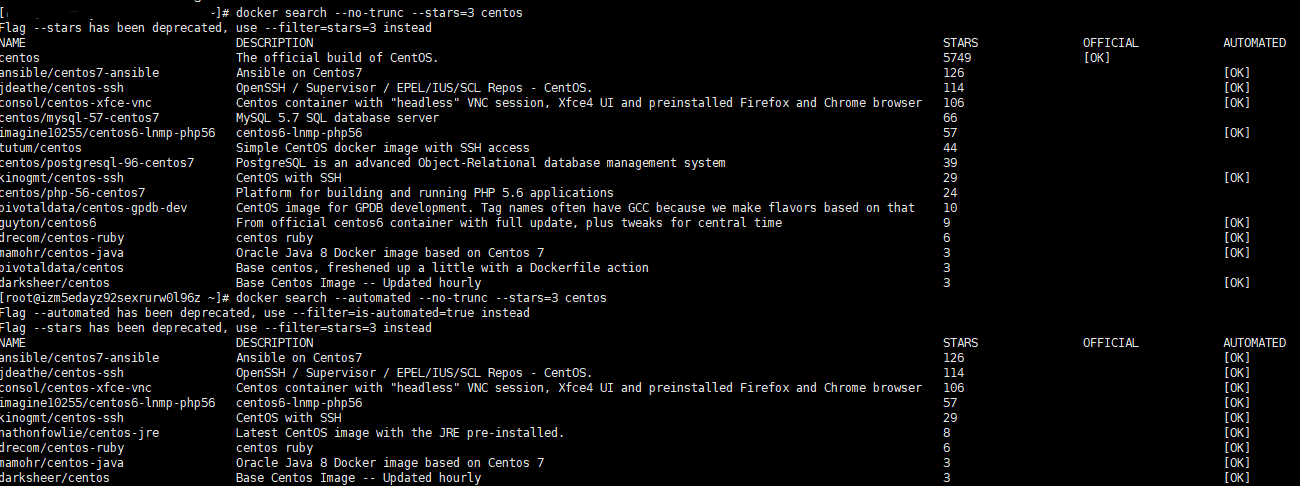 [ ~]# docker search --no-trunc --stars=3 centos
Flag --stars has been deprecated, use --filter=stars=3 instead
NAME DESCRIPTION STARS OFFICIAL AUTOMATED
centos The official build of CentOS. 5749 [OK]
ansible/centos7-ansible Ansible on Centos7 126 [OK]
jdeathe/centos-ssh OpenSSH / Supervisor / EPEL/IUS/SCL Repos - CentOS. 114 [OK]
consol/centos-xfce-vnc Centos container with "headless" VNC session, Xfce4 UI and preinstalled Firefox and Chrome browser 106 [OK]
centos/mysql-57-centos7 MySQL 5.7 SQL database server 66
imagine10255/centos6-lnmp-php56 centos6-lnmp-php56 57 [OK]
tutum/centos Simple CentOS docker image with SSH access 44
centos/postgresql-96-centos7 PostgreSQL is an advanced Object-Relational database management system 39
kinogmt/centos-ssh CentOS with SSH 29 [OK]
centos/php-56-centos7 Platform for building and running PHP 5.6 applications 24
pivotaldata/centos-gpdb-dev CentOS image for GPDB development. Tag names often have GCC because we make flavors based on that 10
guyton/centos6 From official centos6 container with full update, plus tweaks for central time 9 [OK]
drecom/centos-ruby centos ruby 6 [OK]
mamohr/centos-java Oracle Java 8 Docker image based on Centos 7 3 [OK]
pivotaldata/centos Base centos, freshened up a little with a Dockerfile action 3
darksheer/centos Base Centos Image -- Updated hourly 3 [OK]
[root@izm5edayz92sexrurw0l96z ~]# docker search --automated --no-trunc --stars=3 centos
Flag --automated has been deprecated, use --filter=is-automated=true instead
Flag --stars has been deprecated, use --filter=stars=3 instead
NAME DESCRIPTION STARS OFFICIAL AUTOMATED
ansible/centos7-ansible Ansible on Centos7 126 [OK]
jdeathe/centos-ssh OpenSSH / Supervisor / EPEL/IUS/SCL Repos - CentOS. 114 [OK]
consol/centos-xfce-vnc Centos container with "headless" VNC session, Xfce4 UI and preinstalled Firefox and Chrome browser 106 [OK]
imagine10255/centos6-lnmp-php56 centos6-lnmp-php56 57 [OK]
kinogmt/centos-ssh CentOS with SSH 29 [OK]
nathonfowlie/centos-jre Latest CentOS image with the JRE pre-installed. 8 [OK]
drecom/centos-ruby centos ruby 6 [OK]
mamohr/centos-java Oracle Java 8 Docker image based on Centos 7 3 [OK]
darksheer/centos Base Centos Image -- Updated hourly 3 [OK]